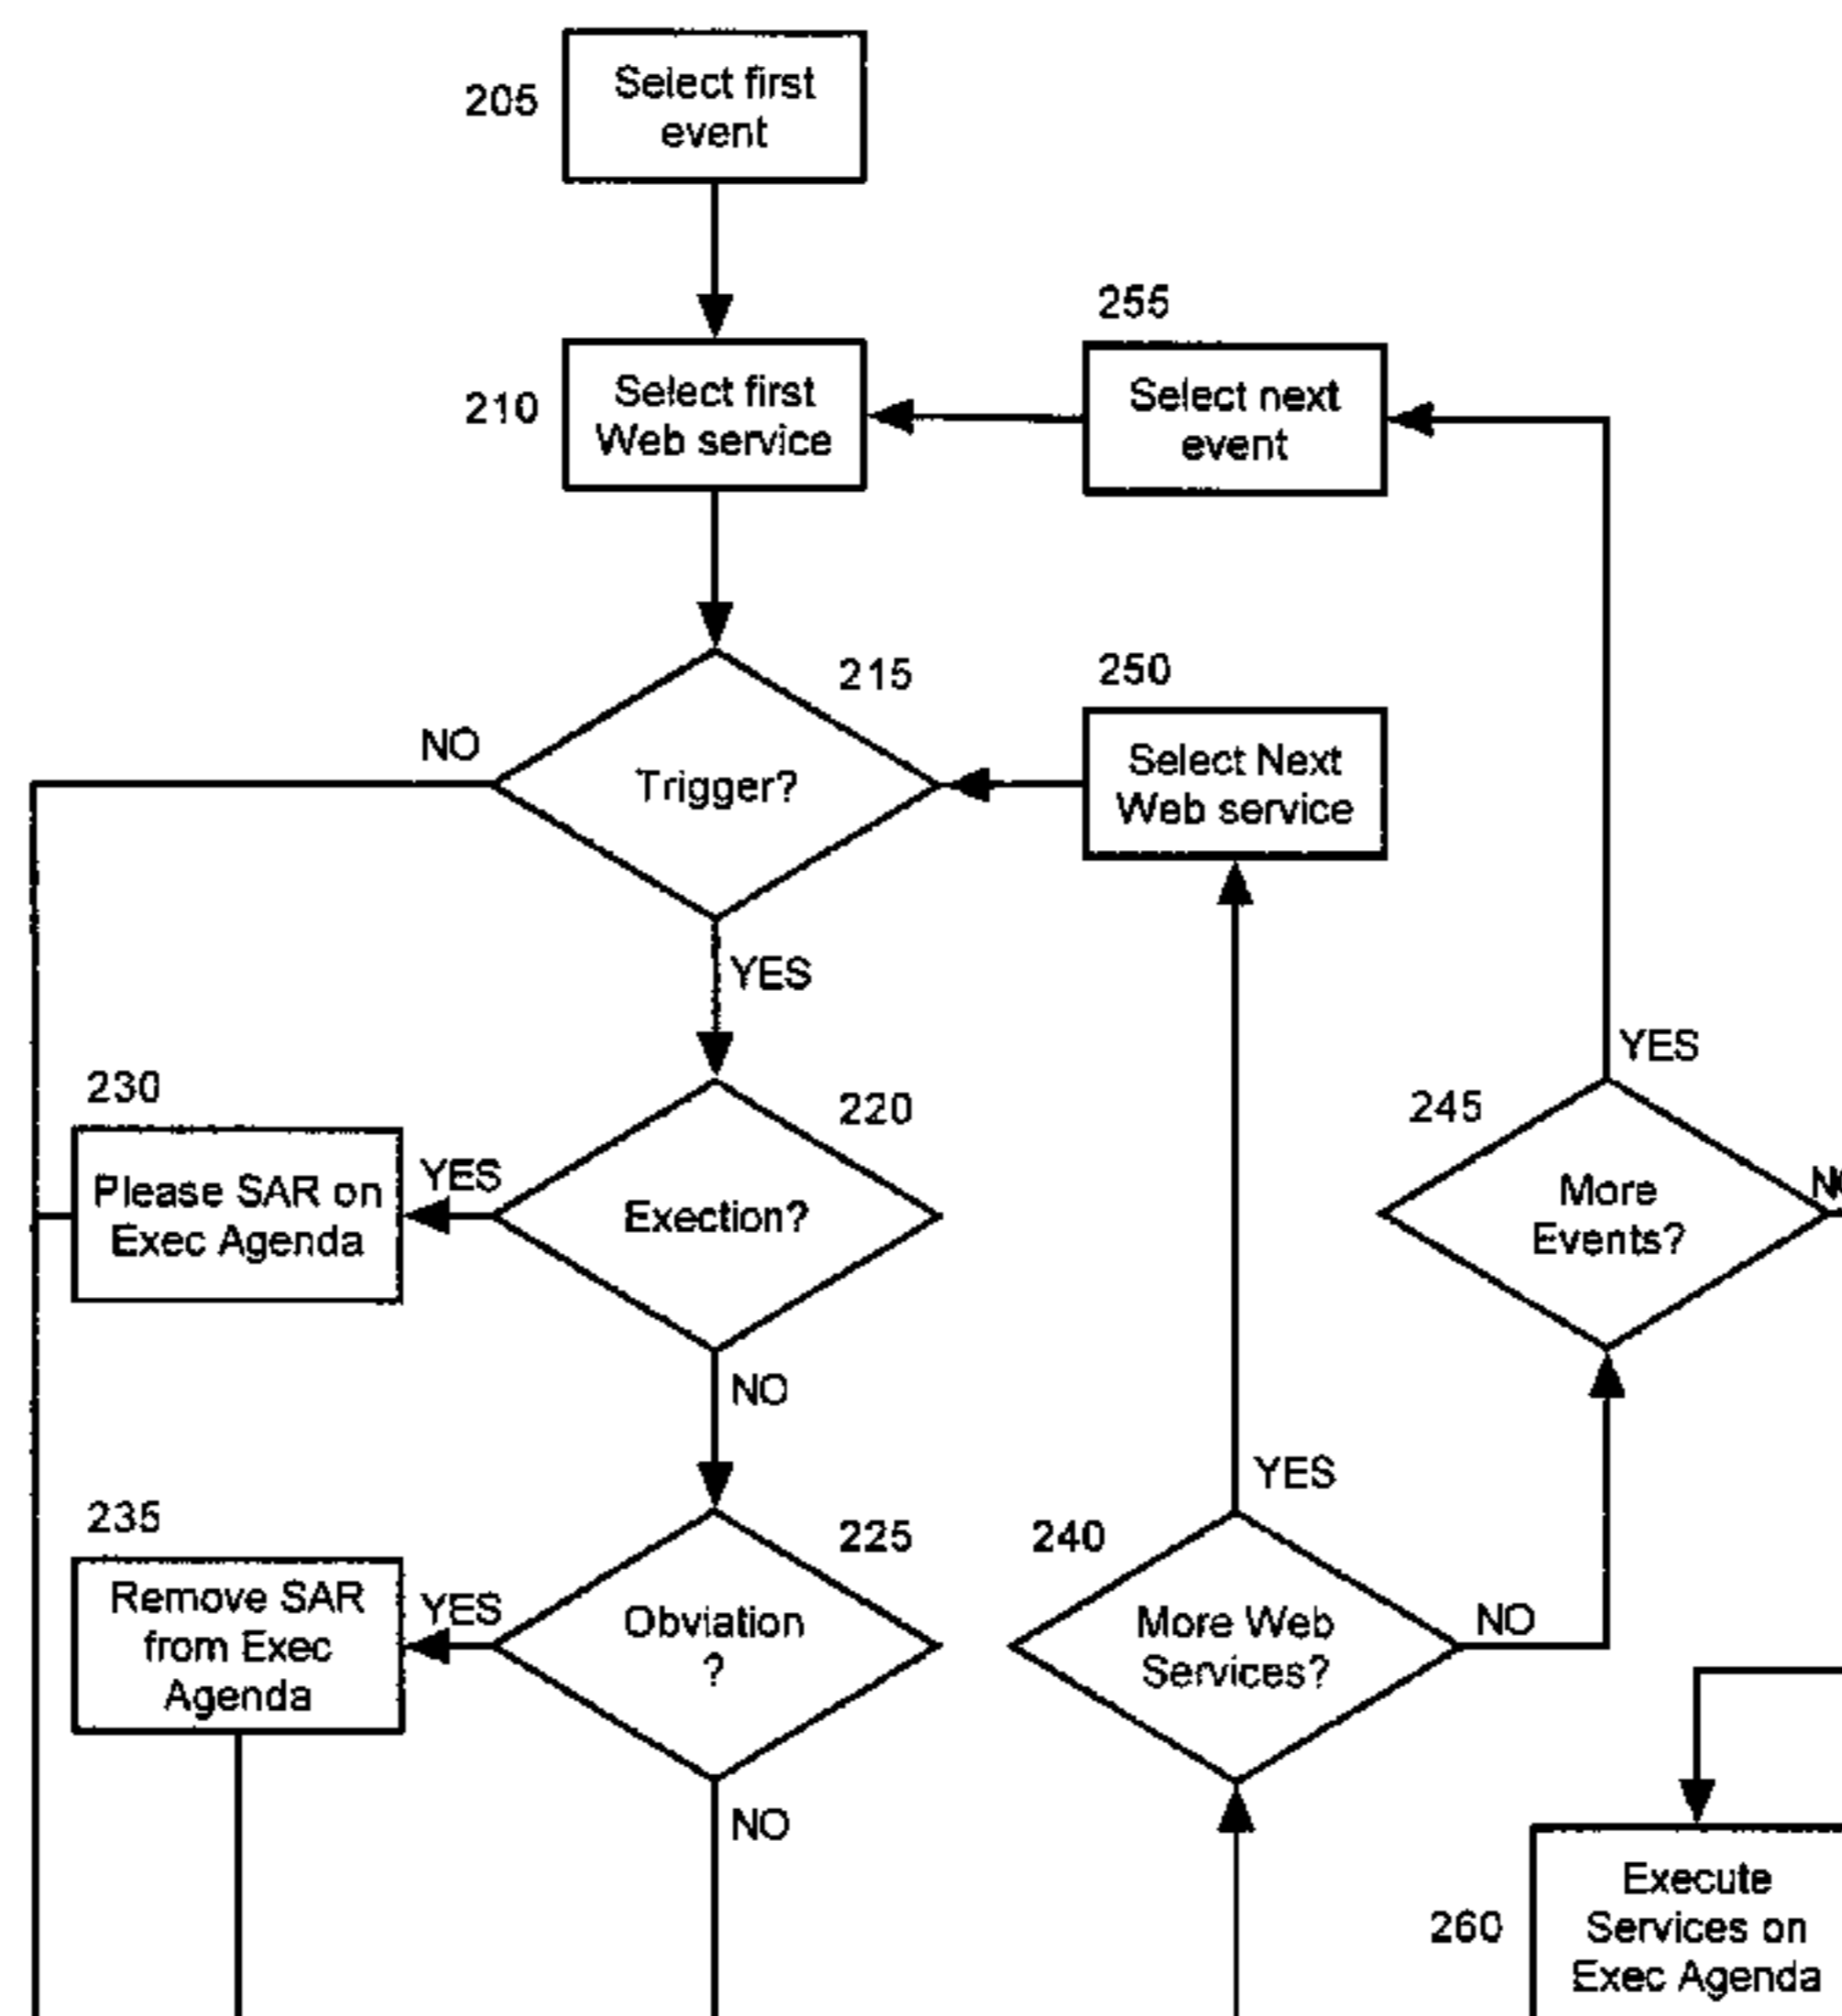 205
Select first
event
255
210
Select first
Web service
Select next
event
215
250
NO
Trigger?
Select Next
Web service
YES
YES
230
220
245
Please SAR on
Exec Agenda
YES
Exection?
More
Events?
NO
YES
235
225
240
Remove SAR
from Exec
Agenda
YES
Obviation
?
More Web
Services?
NO
NO
260
Execute
Services on
Exec Agenda